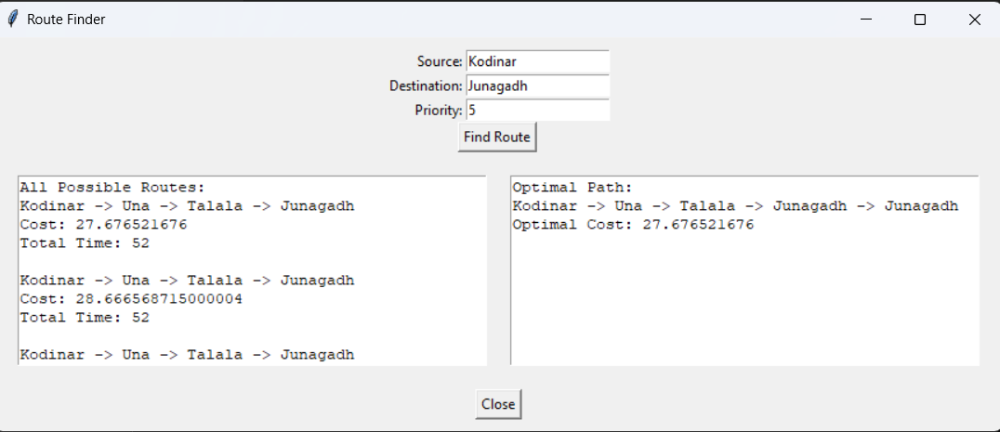 Route Finder
Source: Kodinar
Destination: Junagadh
Priority: 5
Find Route
All Possible Routes:
Kodinar -> Una -> Talala -> Junagadh
Cost: 27.676521676
Total Time: 52
Kodinar -> Una -> Talala -> Junagadh
Cost: 28.666568715000004
Total Time: 52
Kodinar -> Una -> Talala -> Junagadh
Optimal Path:
Kodinar -> Una -> Talala -> Junagadh -> Junagadh
Optimal Cost: 27.676521676
Close